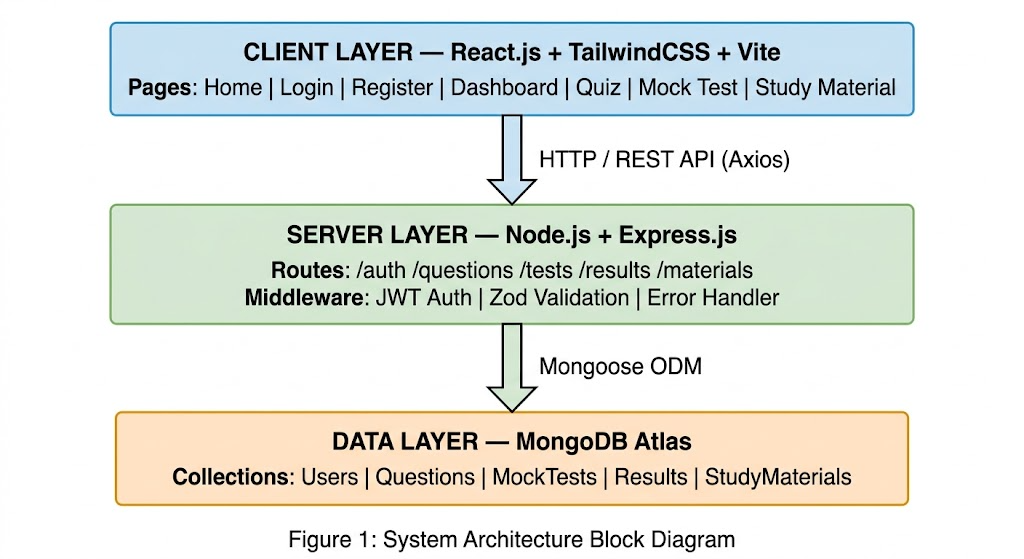 CLIENT LAYER — React.js + TailwindCSS + Vite
Pages: Home | Login | Register | Dashboard | Quiz | Mock Test | Study Material
HTTP / REST API (Axios)
SERVER LAYER — Node.js + Express.js
Routes: /auth /questions /tests /results /materials
Middleware: JWT Auth | Zod Validation | Error Handler
Mongoose ODM
DATA LAYER — MongoDB Atlas
Collections: Users | Questions | MockTests | Results | StudyMaterials
Figure 1: System Architecture Block Diagram